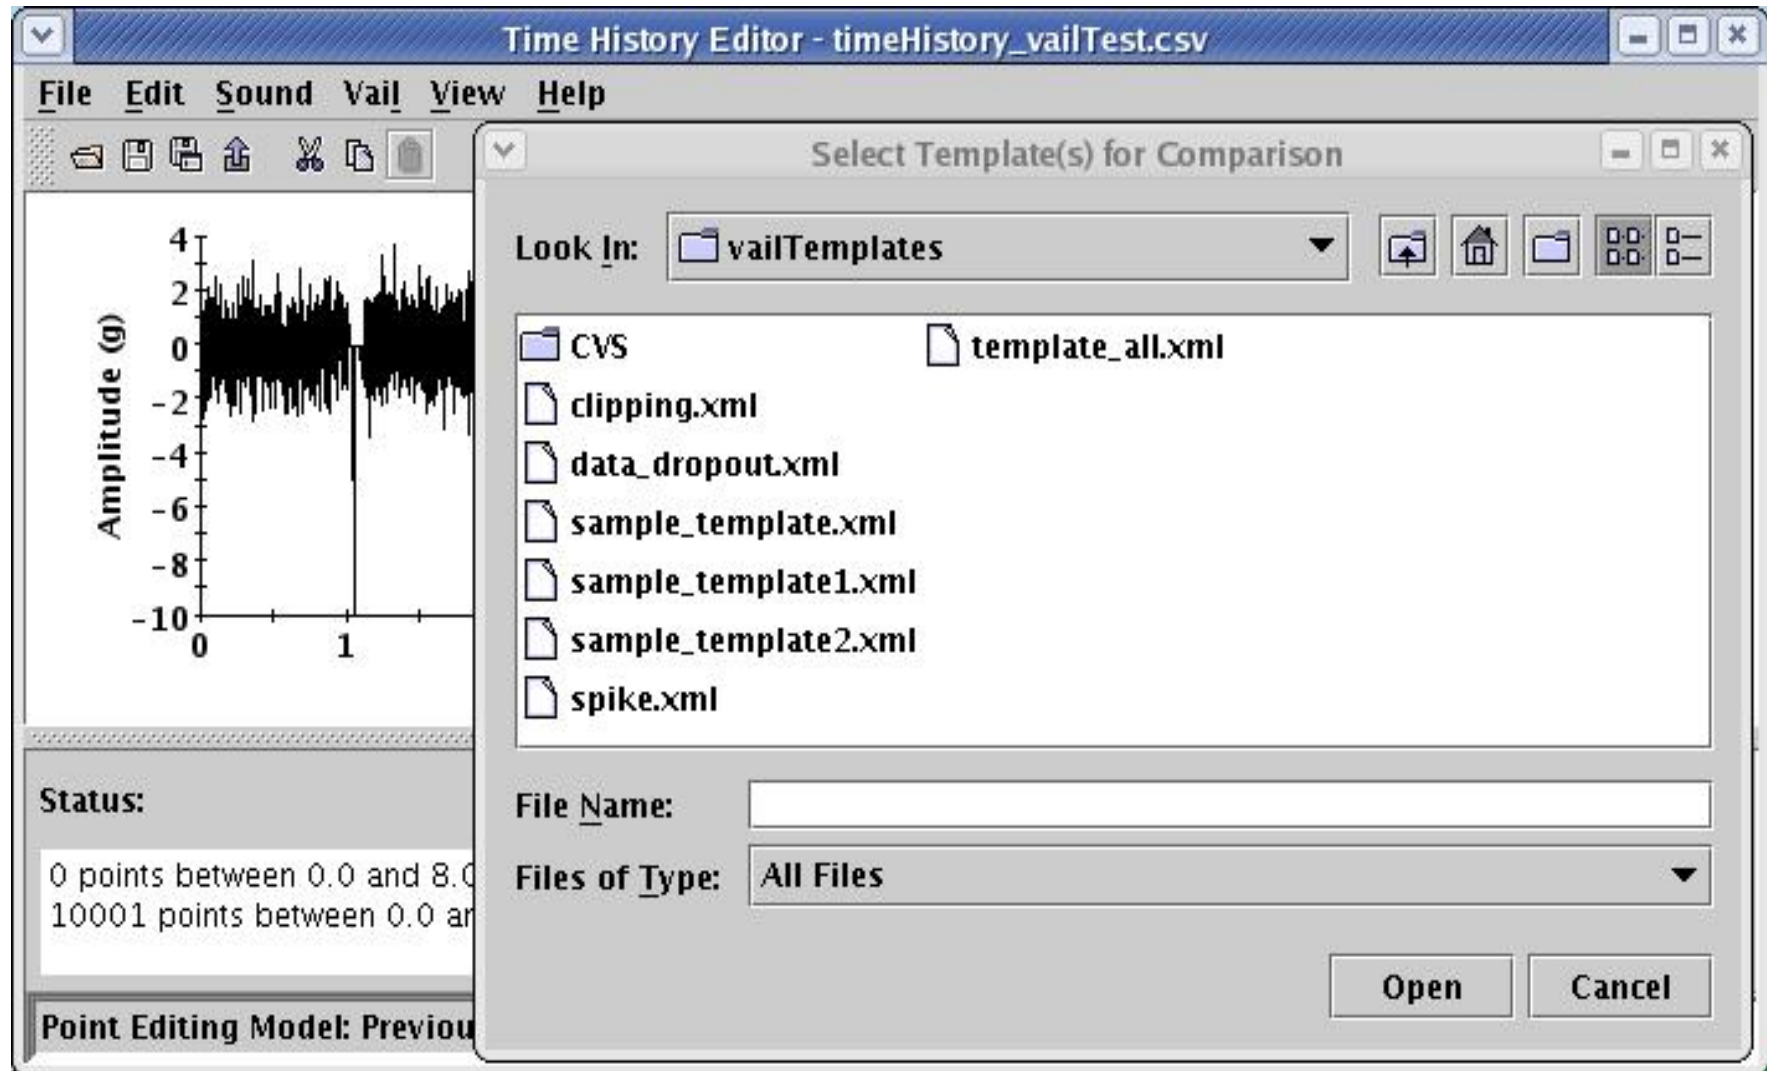 Time History Editor - timeHistory_vailTest.csv
File Edit Sound Vail View Help
Select Template(s) for Comparison
Look In: vailTemplates
CVS
clipping.xml
data_dropout.xml
sample_template.xml
sample_template1.xml
sample_template2.xml
spike.xml
template_all.xml
File Name:
Files of Type: All Files
Open Cancel
Amplitude (g)
4
2
0
-2
-4
-6
-8
-10
0 1
Status:
0 points between 0.0 and 8.0
10001 points between 0.0
Point Editing Model: